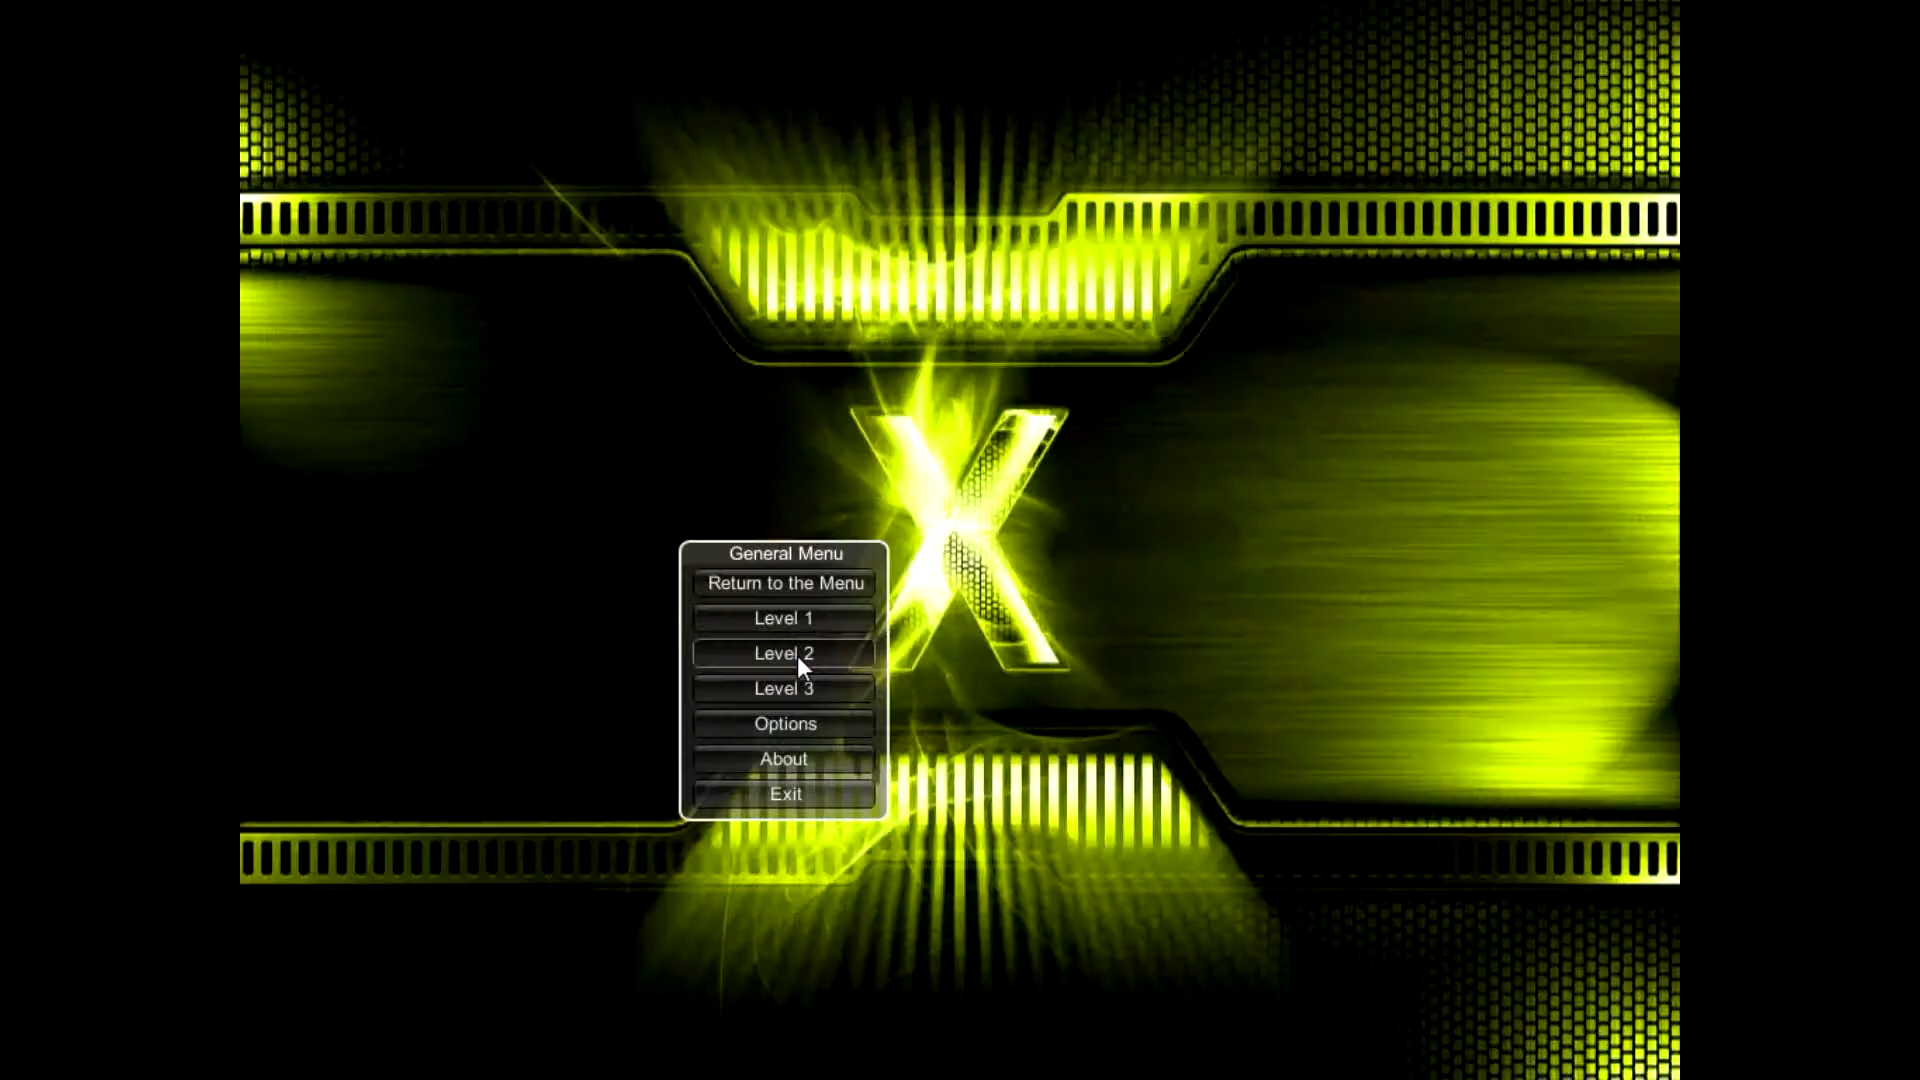 X
General Menu
Return to the Menu
Level 1
Level 2
Level 3
Options
About
Exit